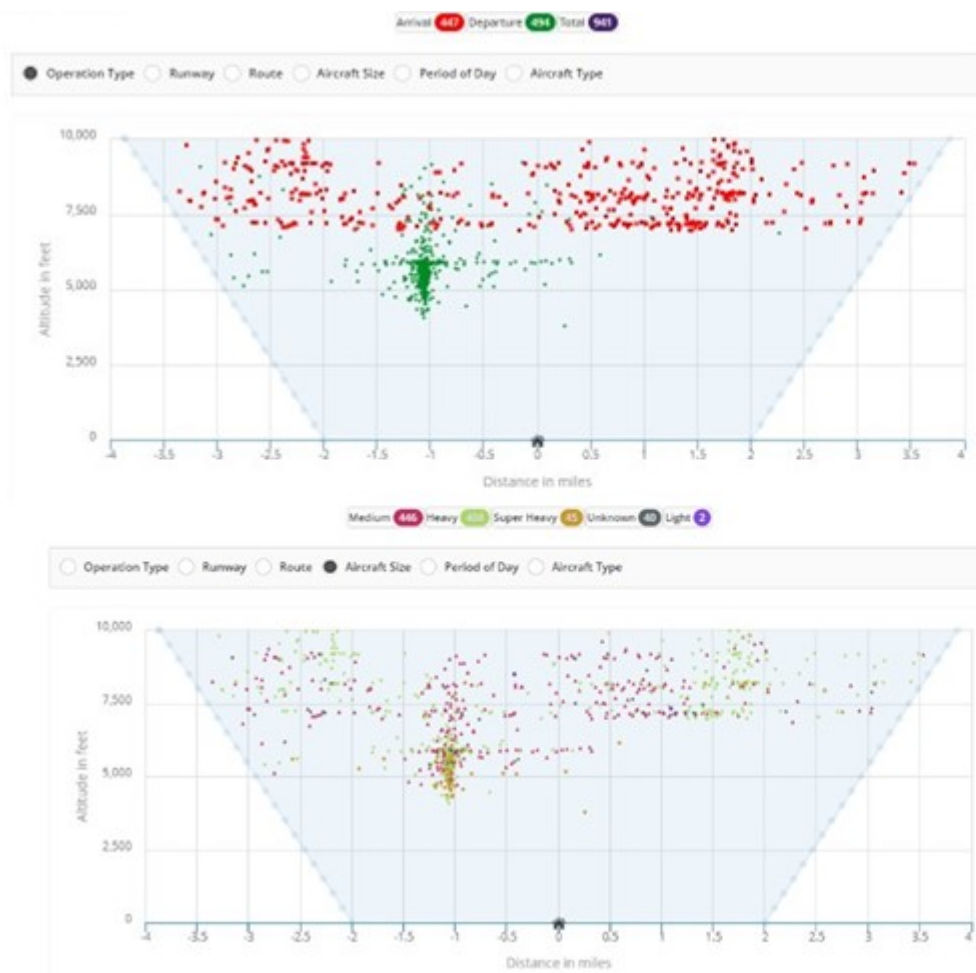 Arrival 447 Departure 494 Total 941
Operation Type Runway Route Aircraft Size Period of Day Aircraft Type
10,000
7,500
5,000
2,500
0
Altitude in feet
-4 -3.5 -3 -2.5 -2 -1.5 -1 -0.5 0 0.5 1 1.5 2 2.5 3 3.5 4
Distance in miles
Medium 446 Heavy Super Heavy 45 Unknown 40 Light 2
Operation Type Runway Route Aircraft Size Period of Day Aircraft Type
10,000
7,500
5,000
2,500
0
Altitude in feet
-4 -3.5 -3 -2.5 -2 -1.5 -1 -0.5 0 0.5 1 1.5 2 2.5 3 3.5 4
Distance in miles